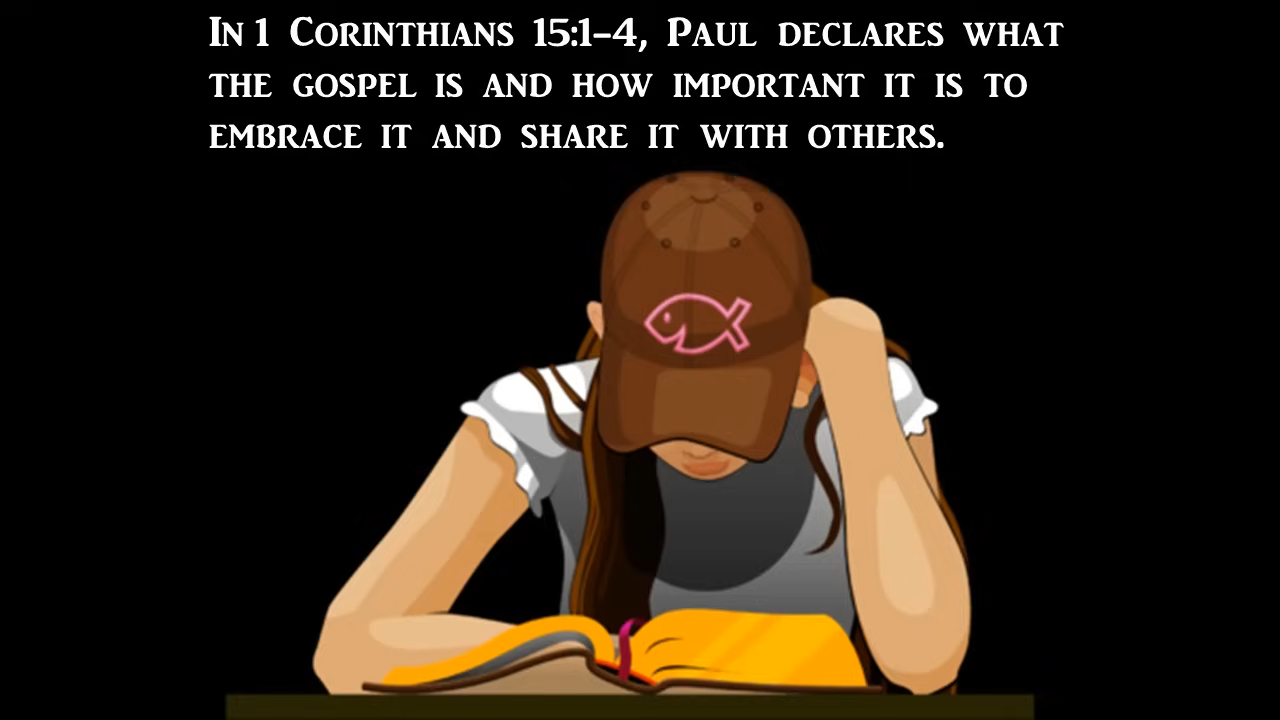 In 1 Corinthians 15:1–4, Paul declares what
the gospel is and how important it is to
embrace it and share it with others.